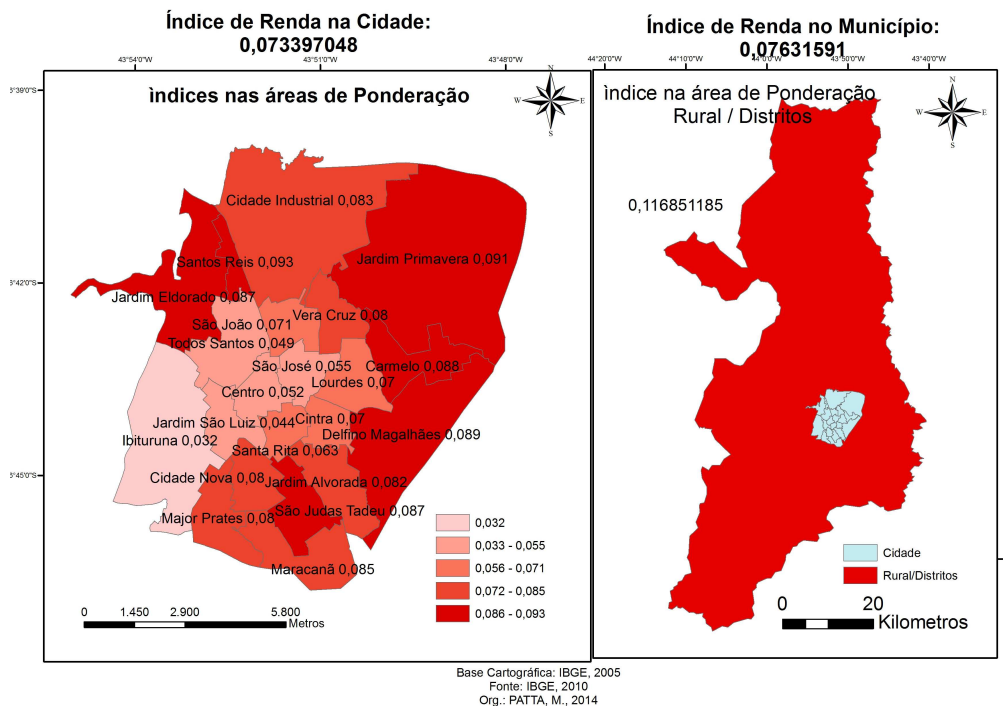 Índice de Renda na Cidade:
0,073397048
43°54'0"W
43°51'0"W
43°48'0"W
5°39'0"S
5°42'0"S
5°45'0"S
ìndices nas áreas de Ponderação
N
W
E
S
Cidade Industrial 0,083
Santos Reis 0,093
Jardim Primavera 0,091
Jardim Eldorado 0,087
Vera Cruz 0,08
São João 0,071
Todos Santos 0,049
São José 0,055
Carmelo 0,088
Lourdes 0,07
Centro 0,052
Jardim São Luiz 0,044
Cintra 0,07
Ibituruna 0,032
Delfino Magalhães 0,089
Santa Rita 0,063
Cidade Nova 0,08
Jardim Alvorada 0,082
São Judas Tadeu 0,087
Major Prates 0,08
Maracanã 0,085
0,032
0,033 - 0,055
0,056 - 0,071
0,072 - 0,085
0,086 - 0,093
0 1.450 2.900 5.800
Metros
Índice de Renda no Município:
0,07631591
44°20'0"W
44°10'0"W
44°0'0"W
43°50'0"W
43°40'0"W
ìndice na área de Ponderação
Rural / Distritos
N
W
E
S
0,116851185
Cidade
Rural/Distritos
0 20
Kilometros
Base Cartográfica: IBGE, 2005
Fonte: IBGE, 2010
Org.: PATTA, M., 2014